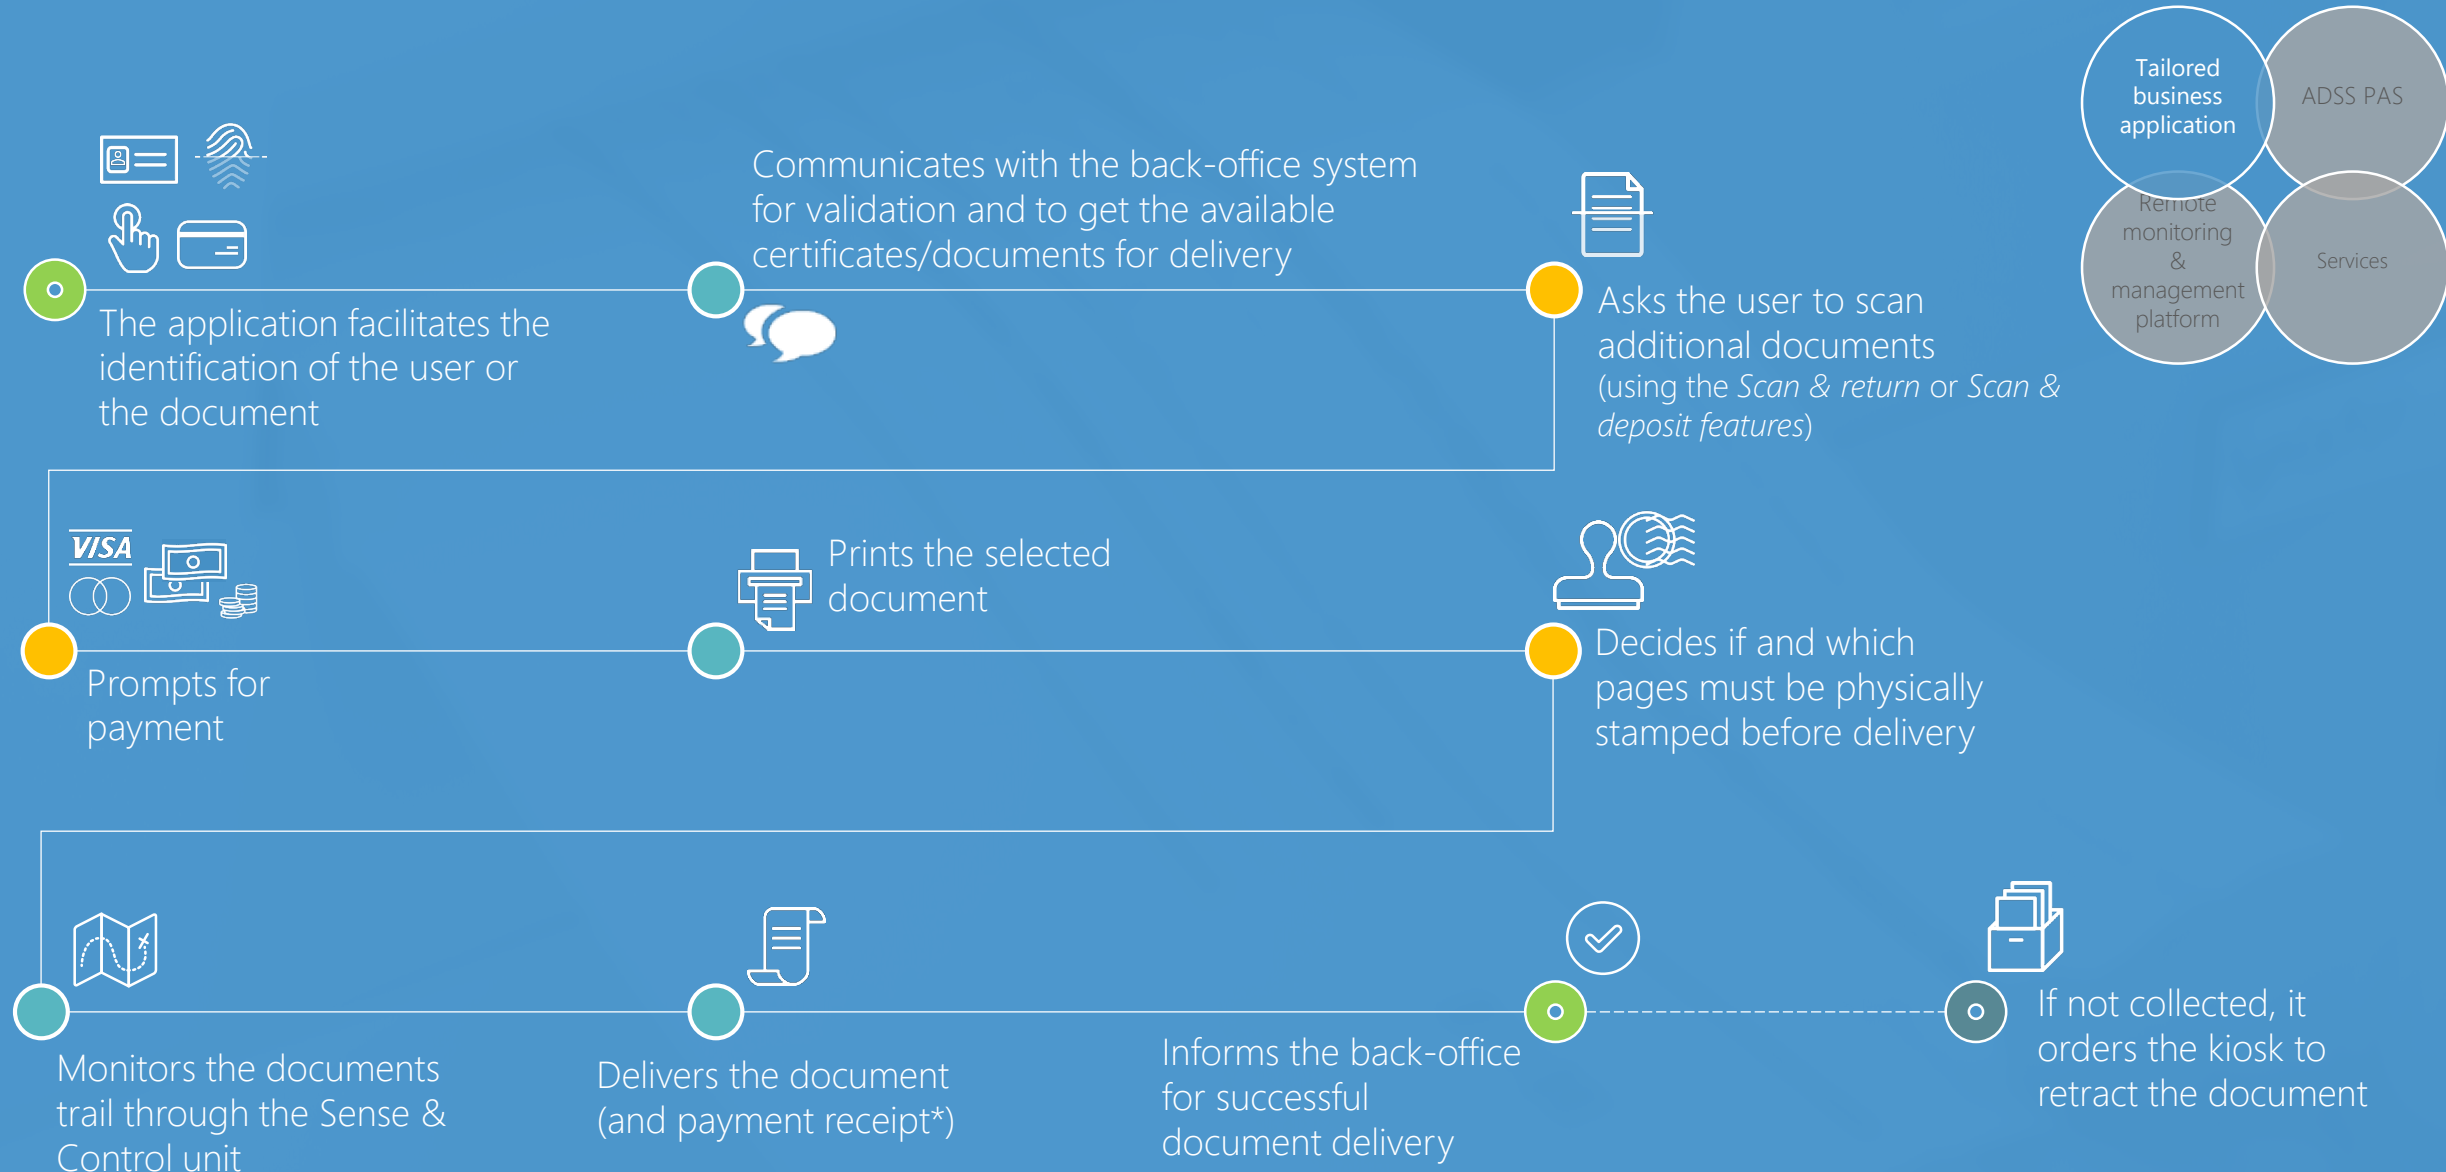 Tailored
business
application
ADSS PAS
Remote
monitoring
&
management
platform
Services
The application facilitates the
identification of the user or
the document
Communicates with the back-office system
for validation and to get the available
certificates/documents for delivery
Asks the user to scan
additional documents
(using the Scan & return or Scan &
deposit features)
VISA
Prompts for
payment
Prints the selected
document
Decides if and which
pages must be physically
stamped before delivery
Monitors the documents
trail through the Sense &
Control unit
Delivers the document
(and payment receipt*)
Informs the back-office
for successful
document delivery
If not collected, it
orders the kiosk to
retract the document